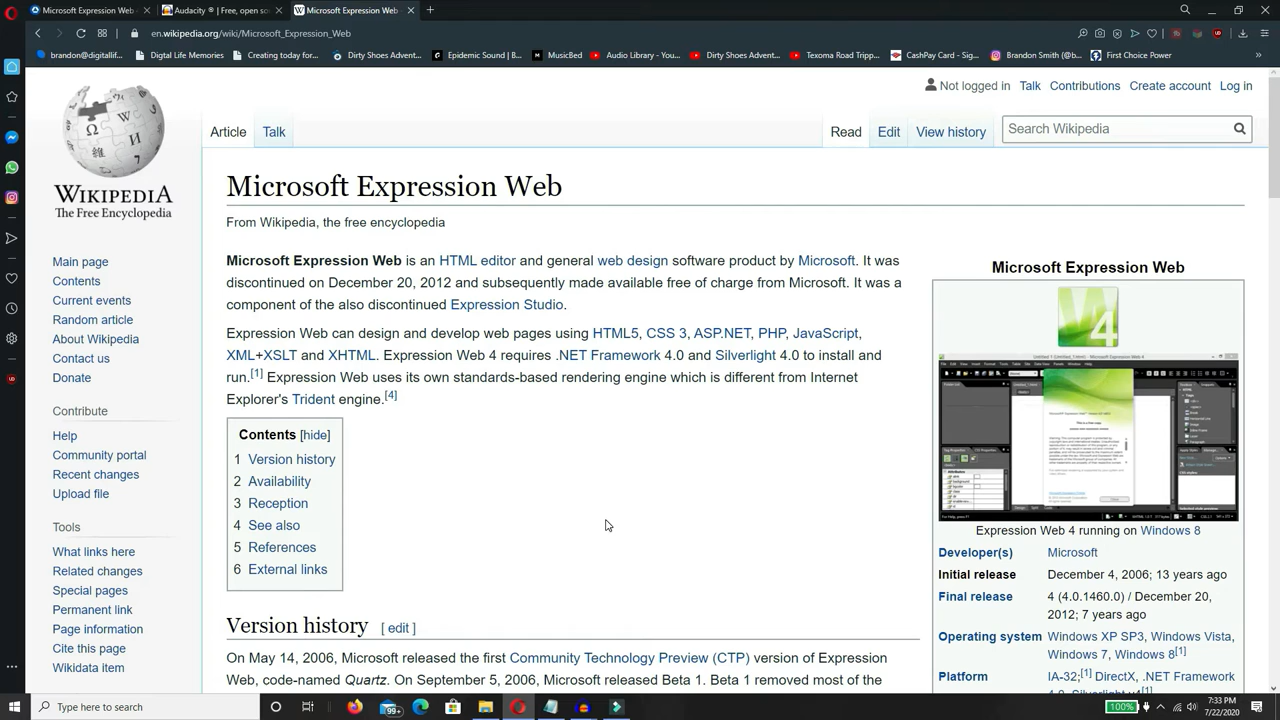 Microsoft Expression Web
Audacity ® | Free, open so
Microsoft Expression Web -
en.wikipedia.org/wiki/Microsoft_Expression_Web
brandon@digitallif...
Digtal Life Memories
Creating today for...
Dirty Shoes Advent...
Epidemic Sound | B...
MusicBed
Audio Library - You...
Dirty Shoes Advent...
Texoma Road Tripp...
CashPay Card - Sig...
Brandon Smith (@b...
First Choice Power
Not logged in Talk Contributions Create account Log in
Article Talk
Read Edit View history
Search Wikipedia
WIKIPEDIA
The Free Encyclopedia
Main page
Contents
Current events
Random article
About Wikipedia
Contact us
Donate
Contribute
Help
Community portal
Recent changes
Upload file
Tools
What links here
Related changes
Special pages
Permanent link
Page information
Cite this page
Wikidata item
Microsoft Expression Web
From Wikipedia, the free encyclopedia
Microsoft Expression Web is an HTML editor and general web design software product by Microsoft. It was
discontinued on December 20, 2012 and subsequently made available free of charge from Microsoft. It was a
component of the also discontinued Expression Studio.
Expression Web can design and develop web pages using HTML5, CSS 3, ASP.NET, PHP, JavaScript,
XML+XSLT and XHTML. Expression Web 4 requires .NET Framework 4.0 and Silverlight 4.0 to install and
run.[1] Expression Web uses its own standards-based rendering engine which is different from Internet
Explorer's Trident engine.[4]
Contents [hide]
1 Version history
2 Availability
3 Reception
4 See also
5 References
6 External links
Version history [ edit ]
On May 14, 2006, Microsoft released the first Community Technology Preview (CTP) version of Expression
Web, code-named Quartz. On September 5, 2006, Microsoft released Beta 1. Beta 1 removed most of the
Microsoft Expression Web
Expression Web 4 running on Windows 8
Developer(s) Microsoft
Initial release December 4, 2006; 13 years ago
Final release 4 (4.0.1460.0) / December 20,
2012; 7 years ago
Operating system Windows XP SP3, Windows Vista,
Windows 7, Windows 8[1]
Platform IA-32;[1] DirectX, .NET Framework
4.0, Silverlight v4[1]
Type here to search
99+
100%
7:33 PM
7/22/2020